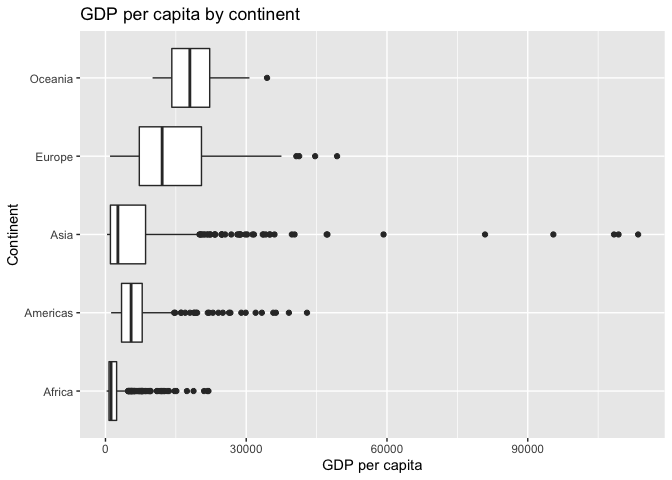 GDP per capita by continent
Continent
Oceania
Europe
Asia
Americas
Africa
0 30000 60000 90000
GDP per capita